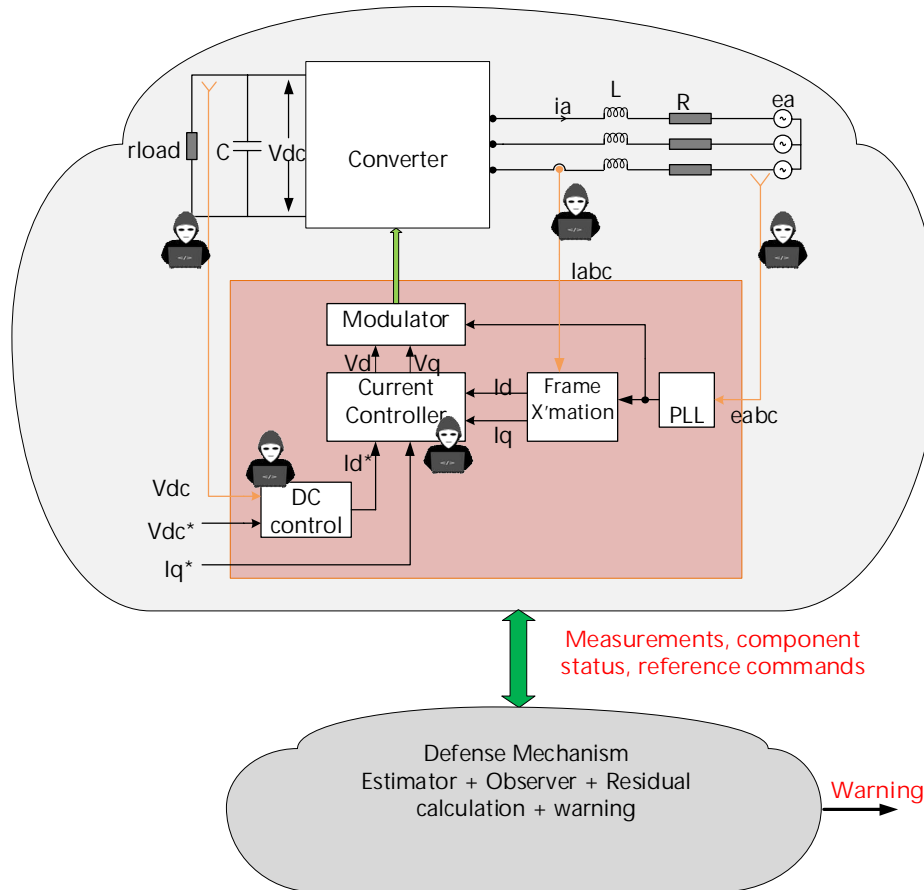 L
R
ea
ia
rload
C
Vdc
Converter
Iabc
Modulator
Vd
Vq
Current
Controller
Id
Iq
Frame
X'mation
PLL
eabc
Id*
Vdc
DC
control
Vdc*
Iq*
Measurements, component
status, reference commands
Defense Mechanism
Estimator + Observer + Residual
calculation + warning
Warning